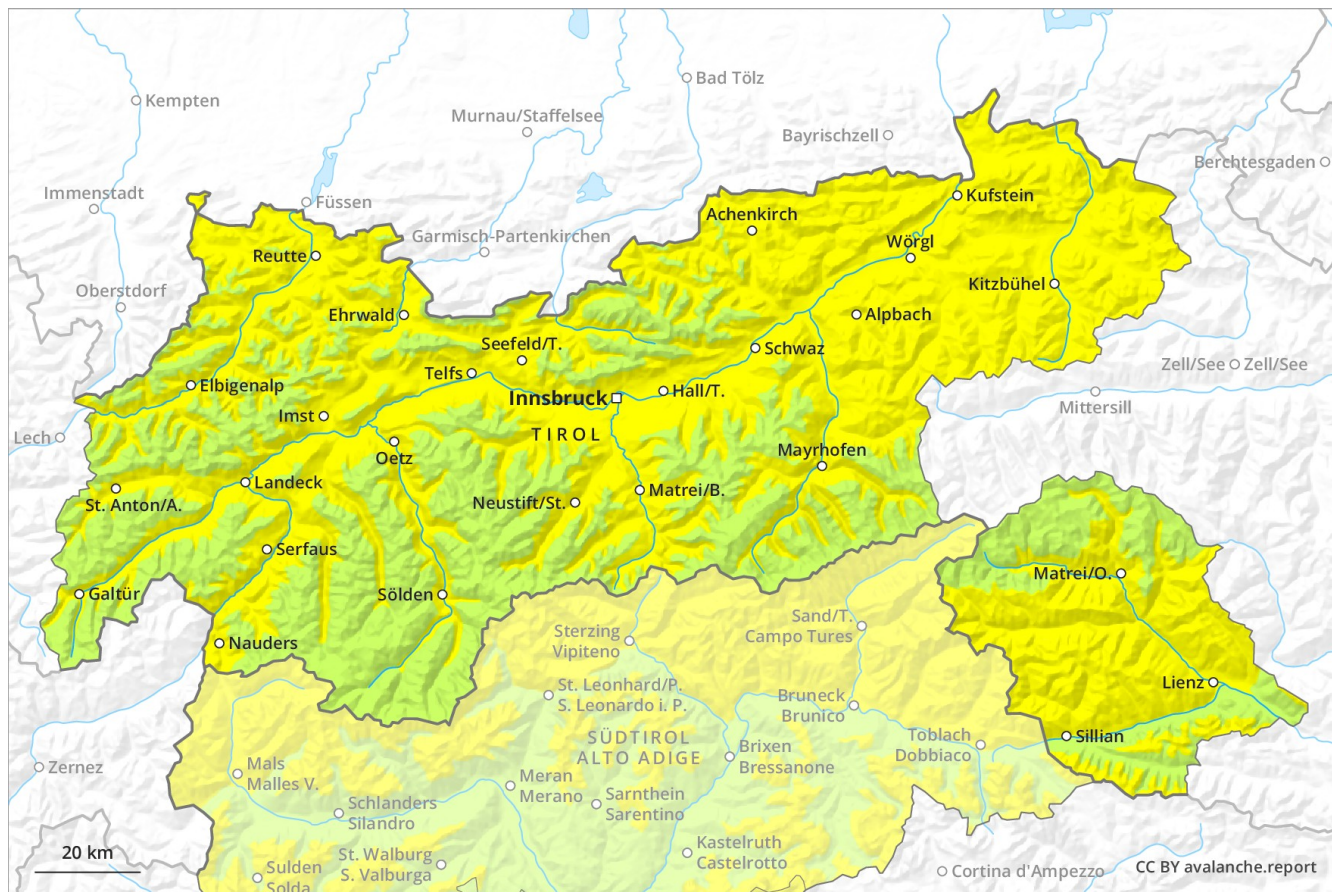 Kempten
Bad Tölz
Murnau/Staffelsee
Bayrischzell
Berchtesgaden
Immenstadt
Füssen
Kufstein
Achenkirch
Garmisch-Partenkirchen
Wörgl
Reutte
Oberstdorf
Kitzbühel
Ehrwald
Alpbach
Seefeld/T.
Schwaz
Zell/See
Zell/See
Telfs
Elbigenalp
Hall/T.
Innsbruck
Mittersill
Imst
TIROL
Lech
Mayrhofen
Oetz
Landeck
St. Anton/A.
Neustift/St.
Matrei/B.
Serfaus
Matrei/O.
Galtür
Sölden
Sand/T.
Campo Tures
Sterzing
Vipiteno
Nauders
Lienz
St. Leonhard/P.
S. Leonardo i. P.
Bruneck
Brunico
Sillian
SÜDTIROL
ALTO ADIGE
Toblach
Dobbiaco
Brixen
Bressanone
Zernez
Mals
Malles V.
Meran
Merano
Sarnthein
Sarentino
Schlanders
Silandro
20 km
St. Walburg
S. Valburga
Kastelruth
Castelrotto
Sulden
Solda
Cortina d'Ampezzo
CC BY avalanche.report